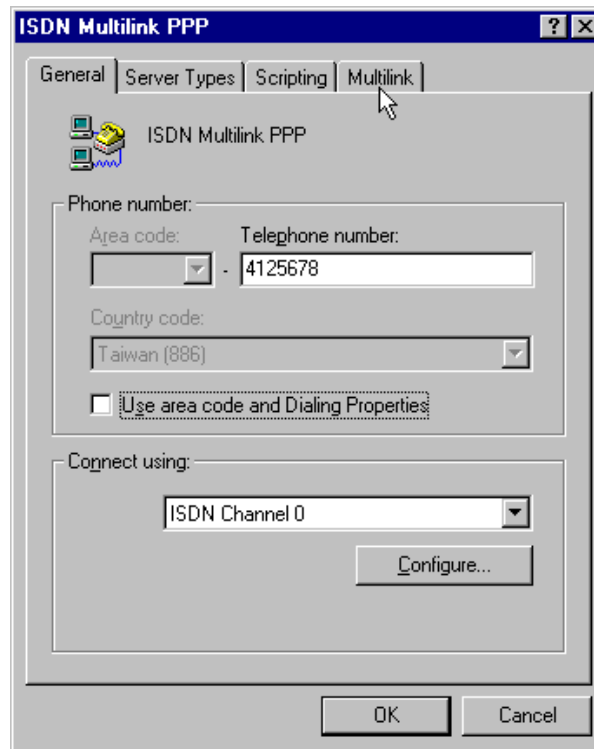 ISDN Multilink PPP
General Server Types Scripting Multilink
ISDN Multilink PPP
Phone number:
Area code: Telephone number:
- 4125678
Country code:
Taiwan (886)
Use area code and Dialing Properties
Connect using:
ISDN Channel 0
Configure...
OK Cancel